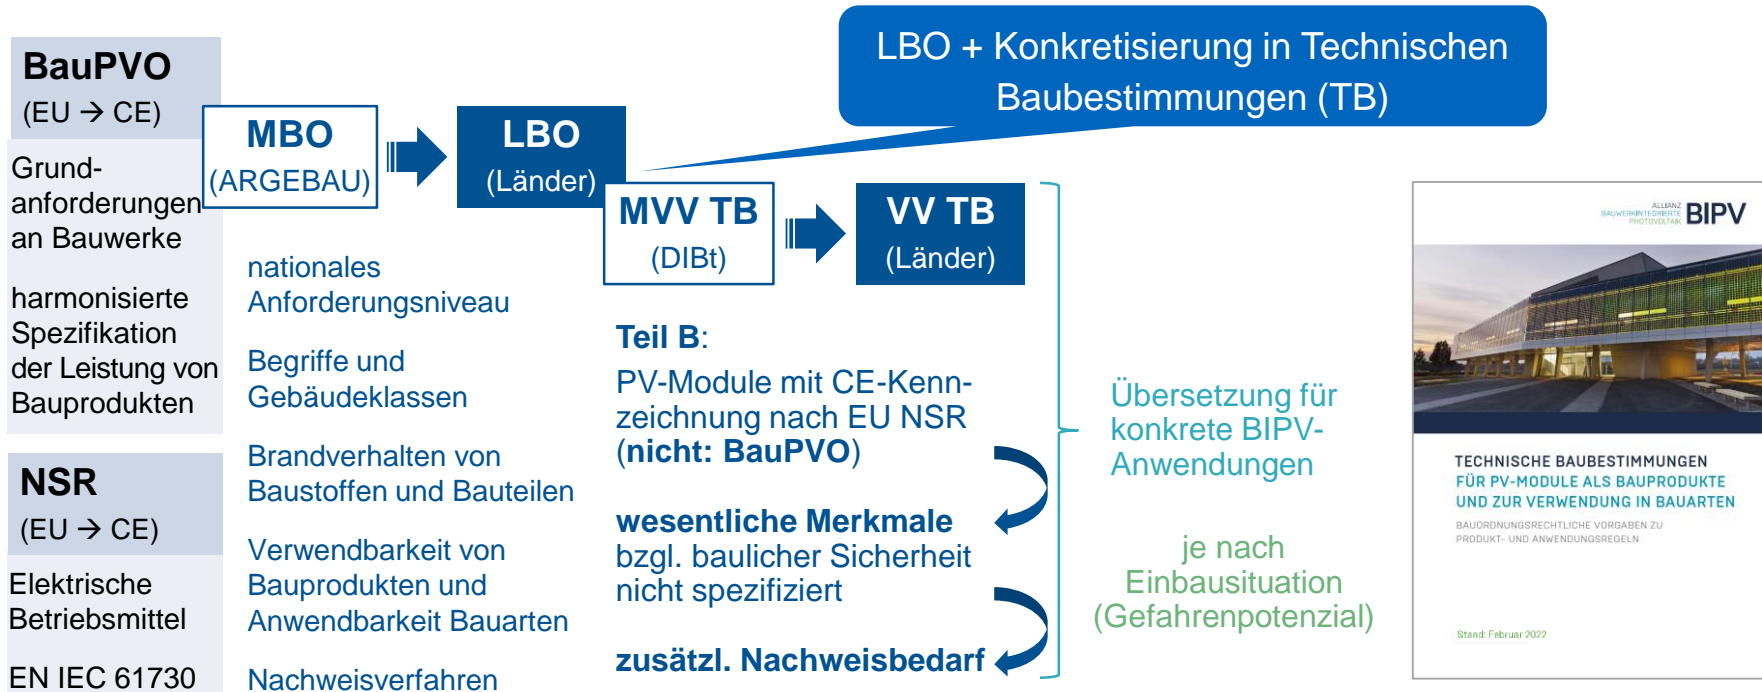 BauPVO
(EU → CE)
Grund-
anforderungen
an Bauwerke
harmonisierte
Spezifikation
der Leistung von
Bauprodukten
NSR
(EU → CE)
Elektrische
Betriebsmittel
EN IEC 61730
MBO
(ARGEBAU)
LBO
(Länder)
nationales
Anforderungsniveau
Begriffe und
Gebäudeklassen
Brandverhalten von
Baustoffen und Bauteilen
Verwendbarkeit von
Bauprodukten und
Anwendbarkeit Bauarten
Nachweisverfahren
LBO + Konkretisierung in Technischen
Baubestimmungen (TB)
MVV TB
(DIBt)
VV TB
(Länder)
Teil B:
PV-Module mit CE-Kenn-
zeichnung nach EU NSR
(nicht: BauPVO)
wesentliche Merkmale
bzgl. baulicher Sicherheit
nicht spezifiziert
zusätzl. Nachweisbedarf
Übersetzung für
konkrete BIPV-
Anwendungen
je nach
Einbausituation
(Gefahrenpotenzial)
ALLIANZ
BAUWERKINTEGRIERTE
PHOTOVOLTAIK
BIPV
TECHNISCHE BAUBESTIMMUNGEN
FÜR PV-MODULE ALS BAUPRODUKTE
UND ZUR VERWENDUNG IN BAUARTEN
BAUORDNUNGSRECHTLICHE VORGABEN ZU
PRODUKT- UND ANWENDUNGSREGELN
Stand: Februar 2022